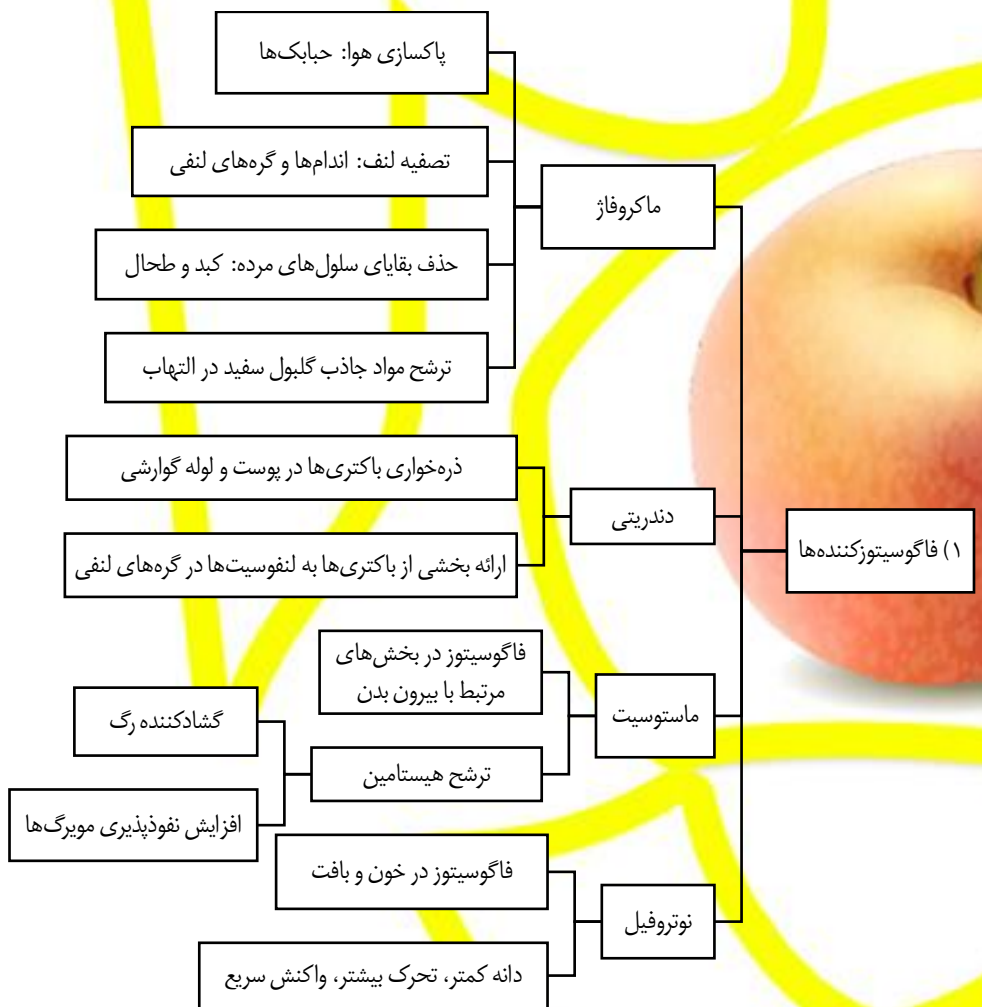 ۱) فاگوسیتوزکننده‌ها
ماکروفاژ
پاکسازی هوا: حبابک‌ها
تصفیه لنف: اندام‌ها و گره‌های لنفی
حذف بقایای سلول‌های مرده: کبد و طحال
ترشح مواد جاذب گلبول سفید در التهاب
دندریتی
ذره‌خواری باکتری‌ها در پوست و لوله گوارشی
ارائه بخشی از باکتری‌ها به لنفوسیت‌ها در گره‌های لنفی
ماستوسیت
فاگوسیتوز در بخش‌های
مرتبط با بیرون بدن
ترشح هیستامین
گشادکننده رگ
افزایش نفوذپذیری مویرگ‌ها
نوتروفیل
فاگوسیتوز در خون و بافت
دانه کمتر، تحرک بیشتر، واکنش سریع